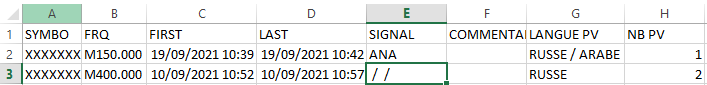 A B C D E F G H
1 SYMBO FRQ FIRST LAST SIGNAL COMMENTAI LANGUE PV NB PV
2 XXXXXXX M150.000 19/09/2021 10:39 19/09/2021 10:42 ANA RUSSE / ARABE 1
3 XXXXXXX M400.000 10/09/2021 10:52 10/09/2021 10:57 / / RUSSE 2